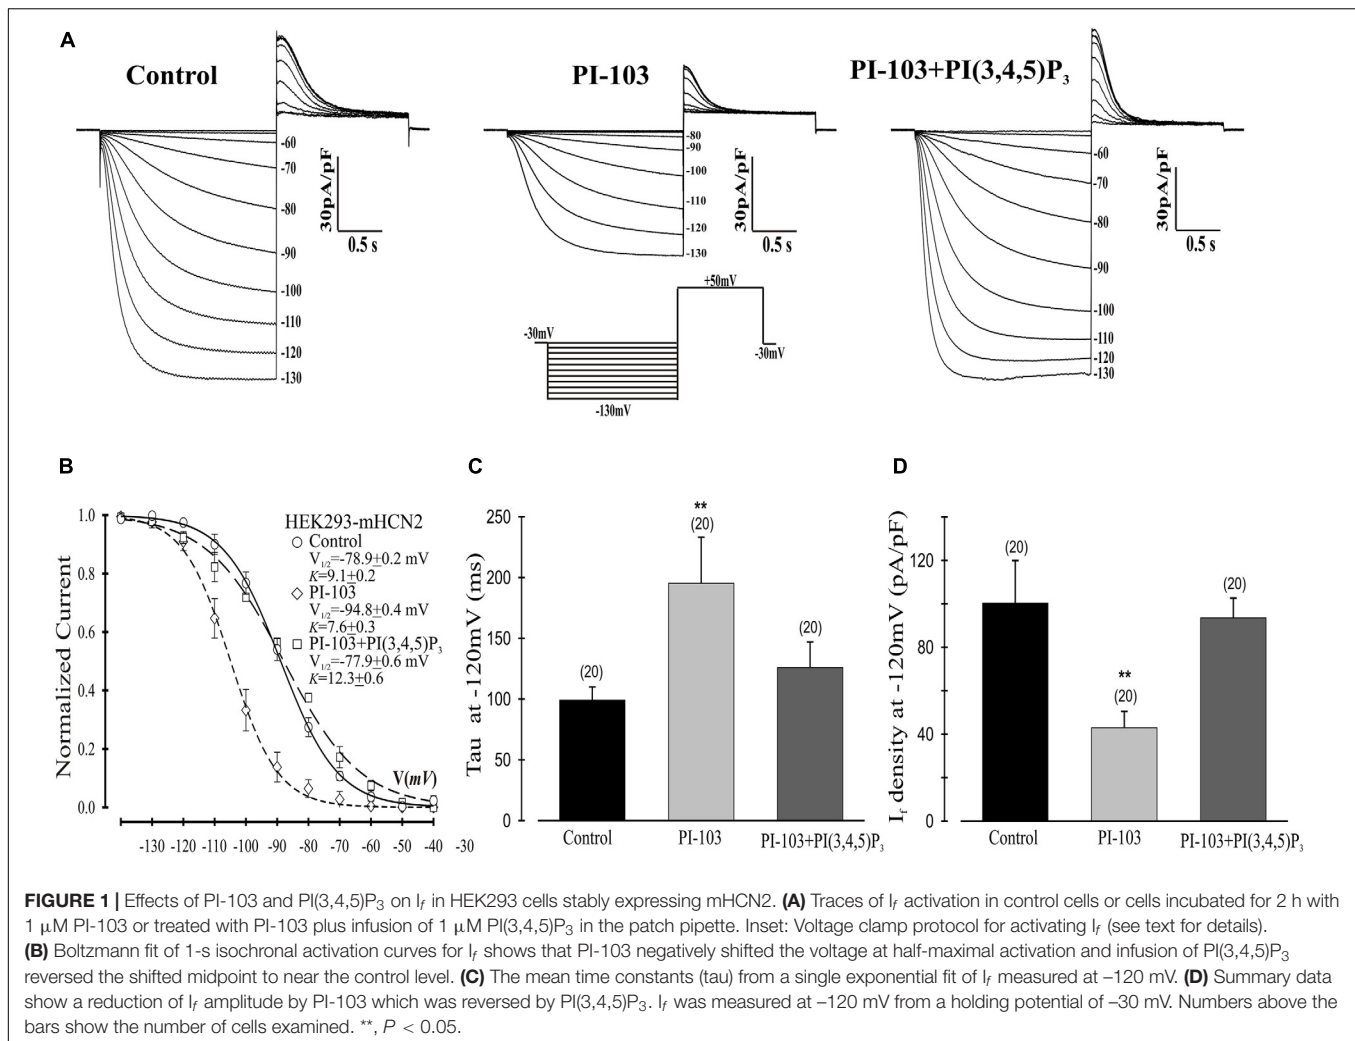 A
Control
PI-103
PI-103+PI(3,4,5)P3
-60
-70
-80
-90
-100
-110
-120
-130
30pA/pF
0.5 s
-80
-90
-100
-110
-120
-130
30pA/pF
0.5 s
-60
-70
-80
-90
-100
-110
-120
-130
30pA/pF
0.5 s
-30mV
+50mV
-30mV
-130mV
B
Normalized Current
1.0
0.8
0.6
0.4
0.2
0.0
HEK293-mHCN2
Control
V1/2=-78.9±0.2 mV
K=9.1±0.2
PI-103
V1/2=-94.8±0.4 mV
K=7.6±0.3
PI-103+PI(3,4,5)P3
V1/2=-77.9±0.6 mV
K=12.3±0.6
V(mV)
-130 -120 -110 -100 -90 -80 -70 -60 -50 -40 -30
C
Tau at -120mV (ms)
250
200
150
100
50
0
(20)
**
(20)
(20)
Control PI-103 PI-103+PI(3,4,5)P3
D
If density at -120mV (pA/pF)
120
80
40
0
(20)
**
(20)
(20)
Control PI-103 PI-103+PI(3,4,5)P3
FIGURE 1 | Effects of PI-103 and PI(3,4,5)P3 on If in HEK293 cells stably expressing mHCN2. (A) Traces of If activation in control cells or cells incubated for 2 h with
1 μM PI-103 or treated with PI-103 plus infusion of 1 μM PI(3,4,5)P3 in the patch pipette. Inset: Voltage clamp protocol for activating If (see text for details).
(B) Boltzmann fit of 1-s isochronal activation curves for If shows that PI-103 negatively shifted the voltage at half-maximal activation and infusion of PI(3,4,5)P3
reversed the shifted midpoint to near the control level. (C) The mean time constants (tau) from a single exponential fit of If measured at –120 mV. (D) Summary data
show a reduction of If amplitude by PI-103 which was reversed by PI(3,4,5)P3. If was measured at –120 mV from a holding potential of –30 mV. Numbers above the
bars show the number of cells examined. **, P < 0.05.